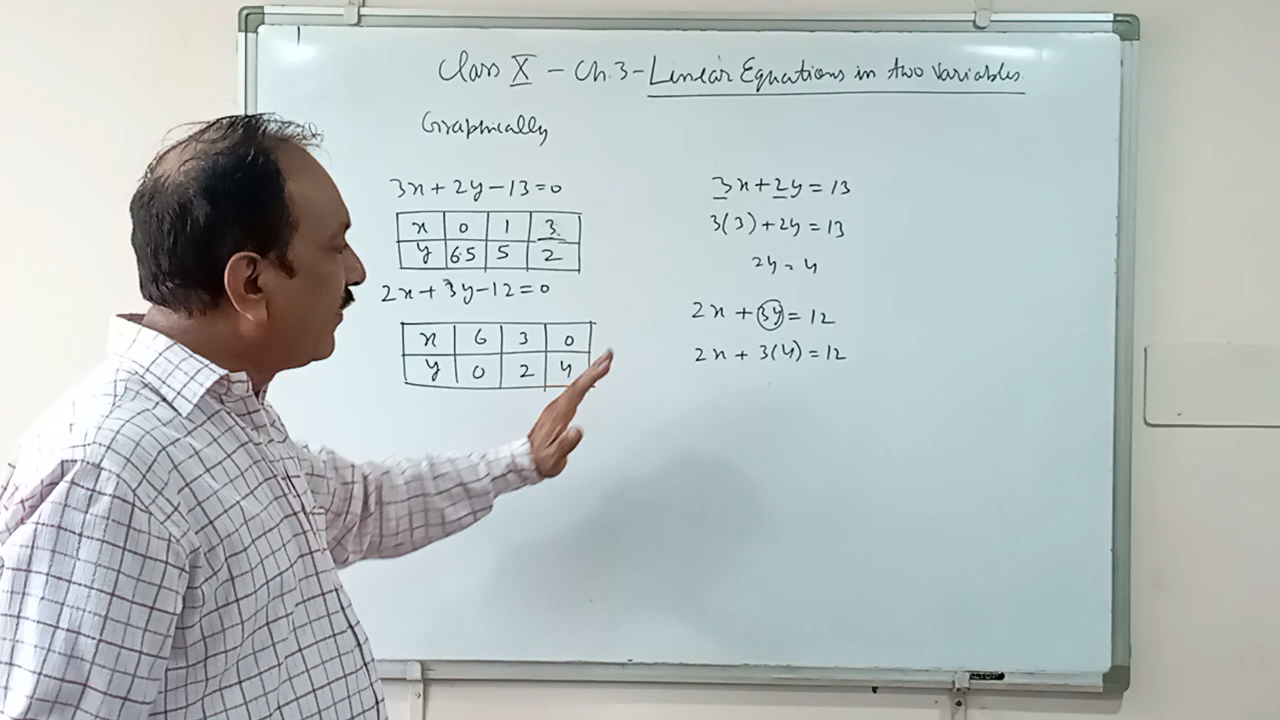 Class X - Ch.3 - Linear Equations in two variables.
Graphically
3x + 2y - 13 = 0
x 0 1 3
y 6.5 5 2
2x + 3y - 12 = 0
x 6 3 0
y 0 2 4
3x + 2y = 13
3(3) + 2y = 13
2y = 4
2x + 3y = 12
2x + 3(4) = 12